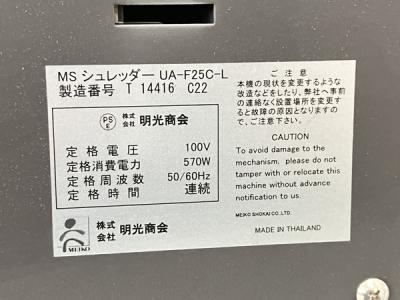 MS シュレッダー UA-F25C-L
製造番号 T 14416 C22
PS
E
株式
会社 明光商会
定格電圧 100V
定格消費電力 570W
定格周波数 50/60Hz
定格時間 連続
MEIKO
株式
会社 明光商会
ご注意
本機の現状を変更するような
改造などをしたり、弊社へ事前
の連絡なく設置場所を変更する
と故障の原因となりますので、
ご注意下さい。
CAUTION
To avoid damage to the
mechanism, please do not
tamper with or relocate this
machine without advance
notification to us.
MEIKO SHOKAI CO.,LTD.
MADE IN THAILAND